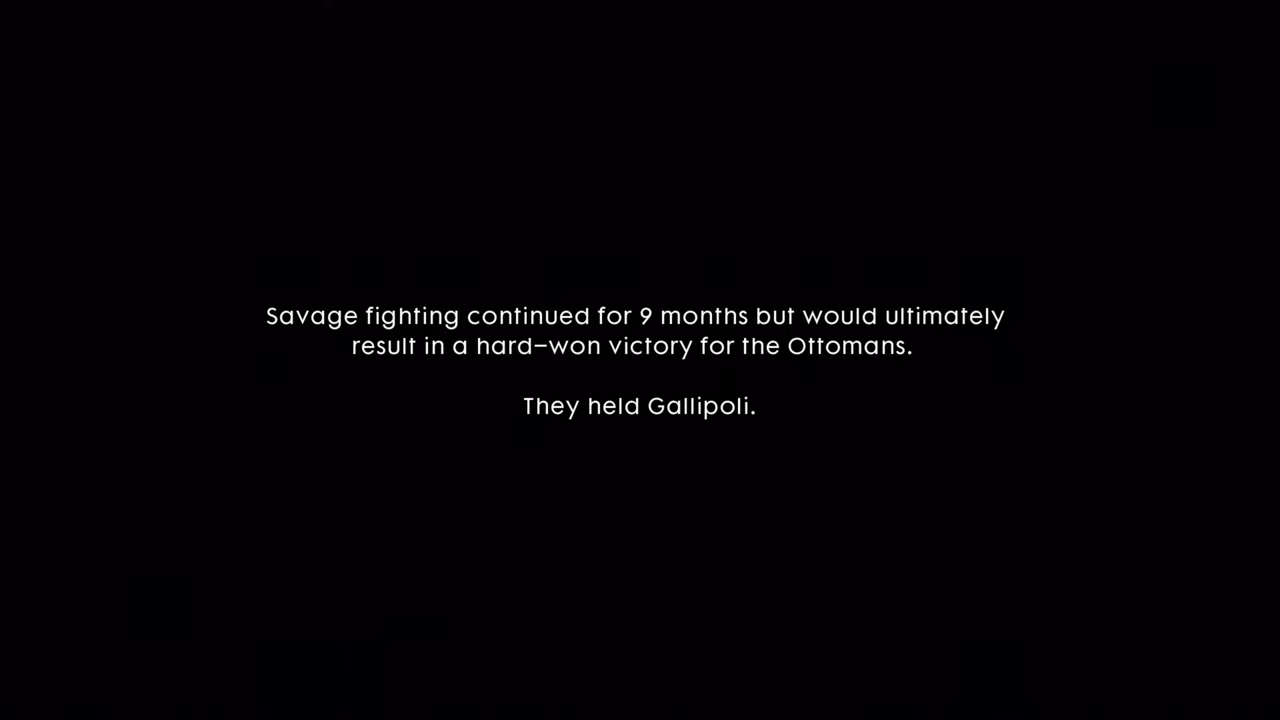 Savage fighting continued for 9 months but would ultimately
result in a hard–won victory for the Ottomans.
They held Gallipoli.